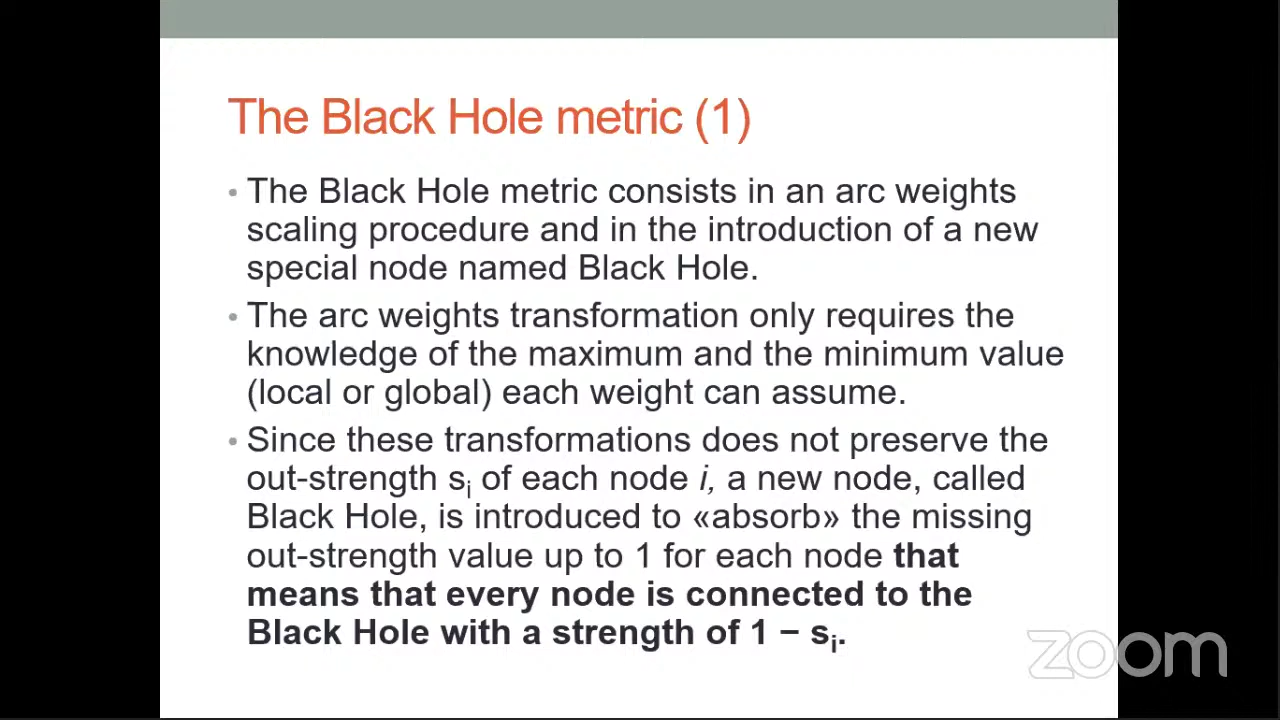 The Black Hole metric (1)
• The Black Hole metric consists in an arc weights
scaling procedure and in the introduction of a new
special node named Black Hole.
• The arc weights transformation only requires the
knowledge of the maximum and the minimum value
(local or global) each weight can assume.
• Since these transformations does not preserve the
out-strength sᵢ of each node i, a new node, called
Black Hole, is introduced to «absorb» the missing
out-strength value up to 1 for each node that
means that every node is connected to the
Black Hole with a strength of 1 − sᵢ.
zoom